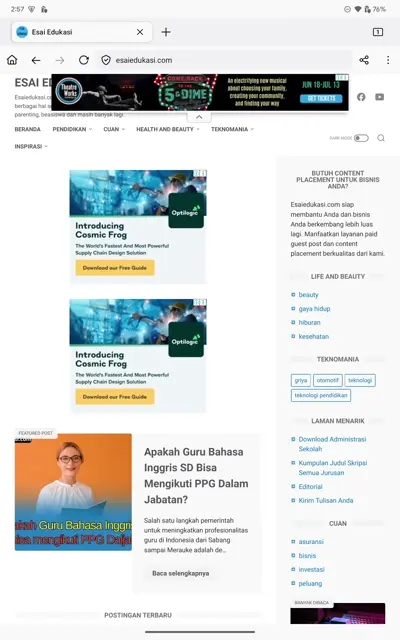 2:57
76%
Esai Edukasi
1
esaiedukasi.com
ESAI ED
Esaiedukasi.com
berbagai hal
parenting, beasiswa dan masih banyak lagi
Theatre Works
COME BACK TO THE
5 & DIME
An electrifying new musical
about choosing your family,
creating your community,
and finding your way
JUN 18-JUL 13
GET TICKETS
BERANDA
PENDIDIKAN
CUAN
HEALTH AND BEAUTY
TEKNOMANIA
INSPIRASI
DARK MODE
Optilogic
Introducing
Cosmic Frog
The World's Fastest And Most Powerful
Supply Chain Design Solution
Download our Free Guide
Optilogic
Introducing
Cosmic Frog
The World's Fastest And Most Powerful
Supply Chain Design Solution
Download our Free Guide
FEATURED POST
akah Guru Bahasa Inggris
isa mengikuti PPG Daljab
Apakah Guru Bahasa
Inggris SD Bisa
Mengikuti PPG Dalam
Jabatan?
Salah satu langkah pemerintah
untuk meningkatkan profesionalitas
guru di Indonesia dari Sabang
sampai Merauke adalah de...
Baca selengkapnya
POSTINGAN TERBARU
BUTUH CONTENT
PLACEMENT UNTUK BISNIS
ANDA?
Esaiedukasi.com siap
membantu Anda dan bisnis
Anda berkembang lebih luas
lagi. Manfaatkan layanan paid
guest post dan content
placement berkualitas dari kami.
LIFE AND BEAUTY
beauty
gaya hidup
hiburan
kesehatan
TEKNOMANIA
griya
otomotif
teknologi
teknologi pendidikan
LAMAN MENARIK
Download Administrasi
Sekolah
Kumpulan Judul Skripsi
Semua Jurusan
Editorial
Kirim Tulisan Anda
CUAN
asuransi
bisnis
investasi
peluang
BANYAK DIBACA